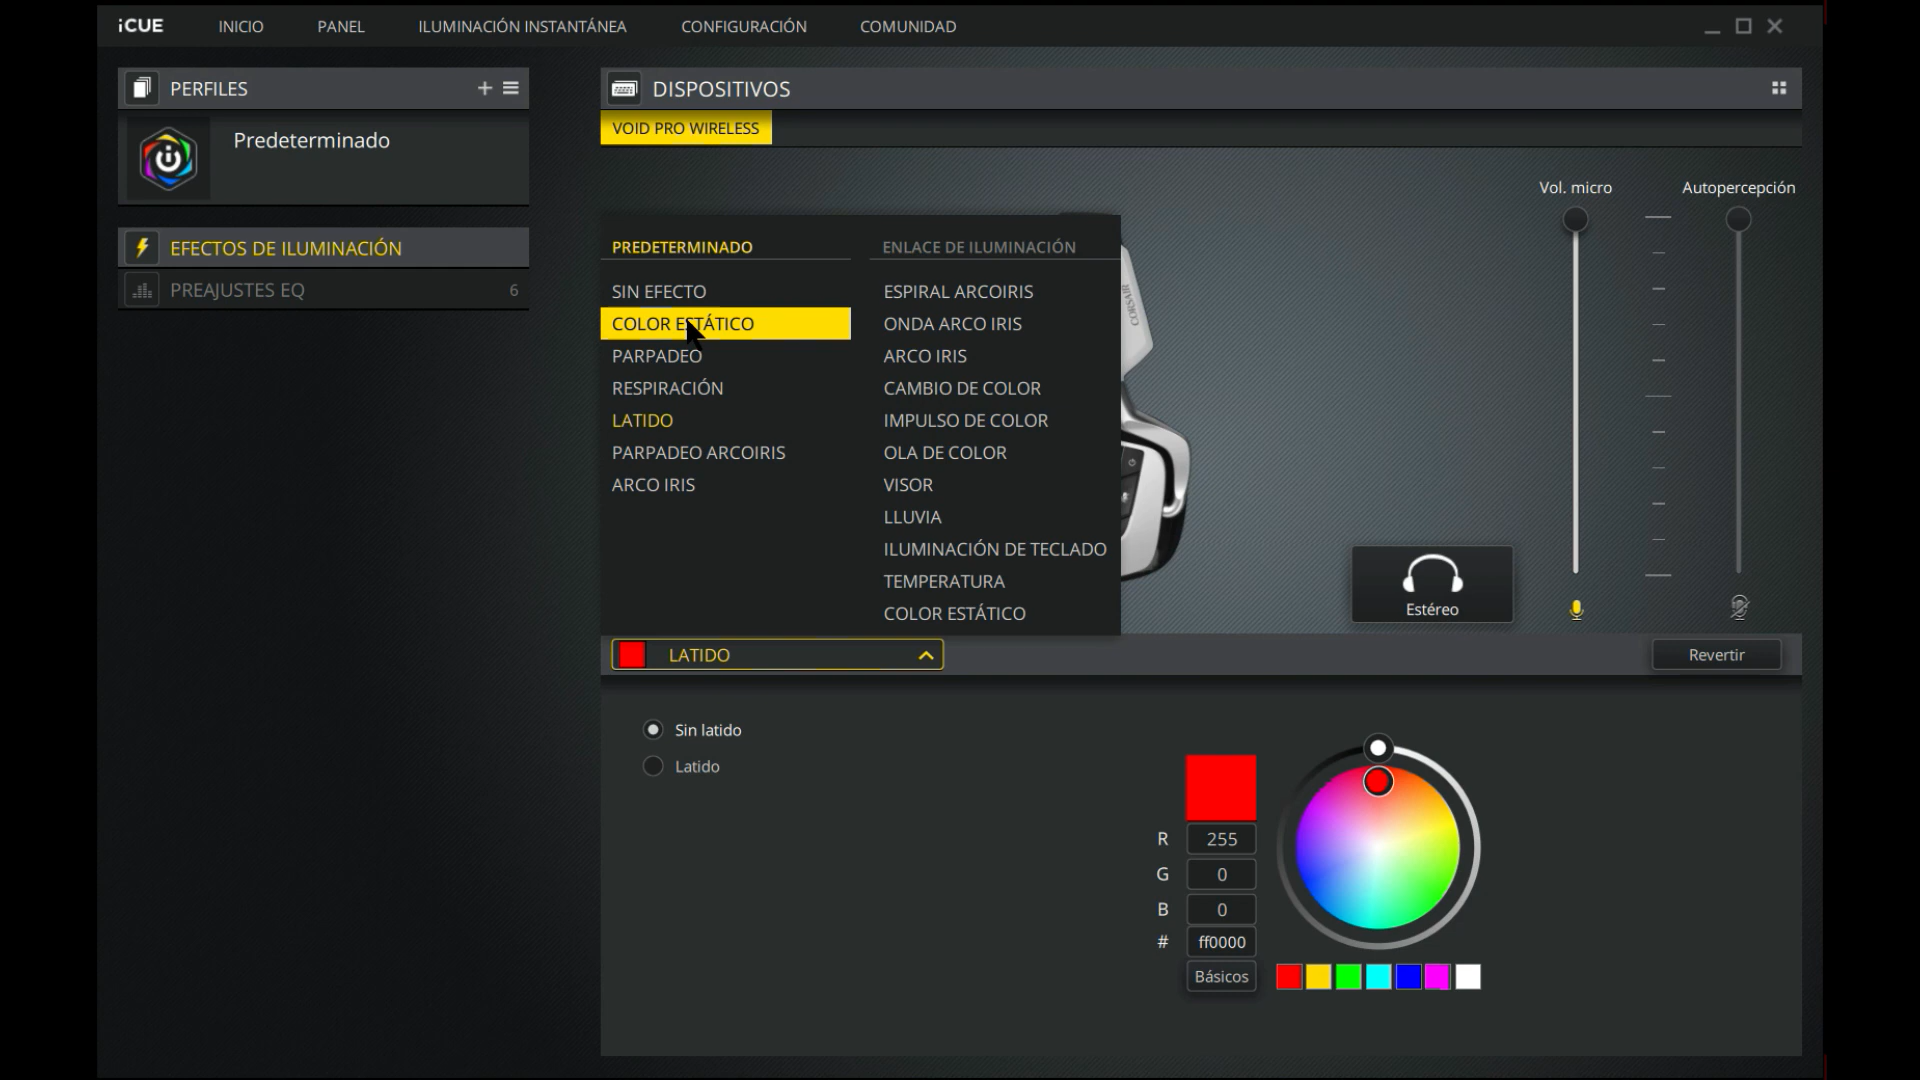 iCUE INICIO PANEL ILUMINACIÓN INSTANTÁNEA CONFIGURACIÓN COMUNIDAD
PERFILES
Predeterminado
EFECTOS DE ILUMINACIÓN
PREAJUSTES EQ 6
DISPOSITIVOS
VOID PRO WIRELESS
Vol. micro Autopercepción
PREDETERMINADO
SIN EFECTO
COLOR ESTÁTICO
PARPADEO
RESPIRACIÓN
LATIDO
PARPADEO ARCOIRIS
ARCO IRIS
ENLACE DE ILUMINACIÓN
ESPIRAL ARCOIRIS
ONDA ARCO IRIS
ARCO IRIS
CAMBIO DE COLOR
IMPULSO DE COLOR
OLA DE COLOR
VISOR
LLUVIA
ILUMINACIÓN DE TECLADO
TEMPERATURA
COLOR ESTÁTICO
CORSAIR
Estéreo
LATIDO
Revertir
Sin latido
Latido
R 255
G 0
B 0
# ff0000
Básicos